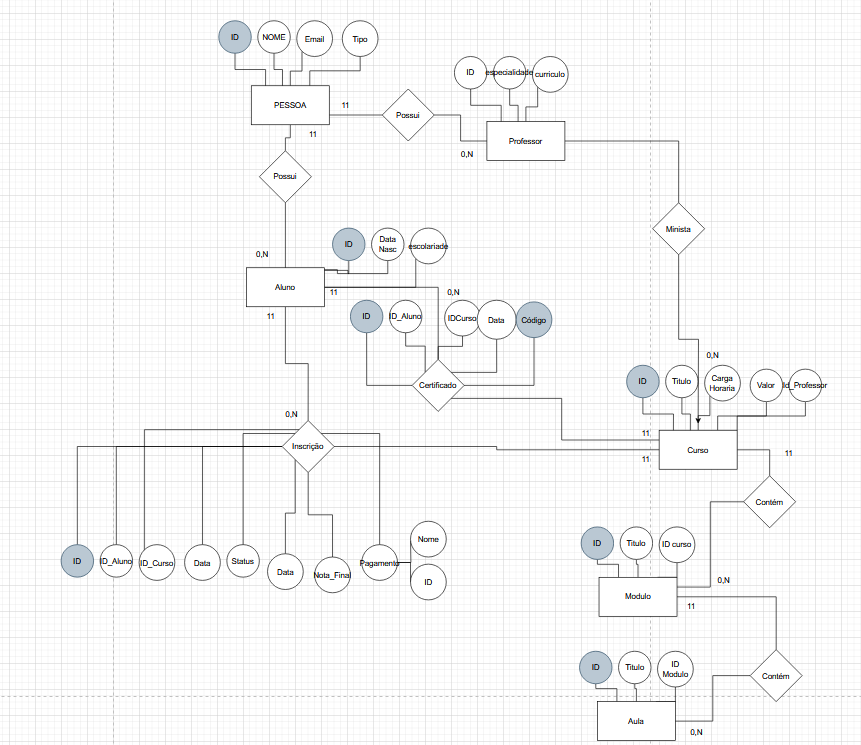 ID
NOME
Email
Tipo
PESSOA
11
Possui
ID
especialidade
curriculo
Professor
0,N
11
Possui
0,N
Minista
ID
Data
Nasc
escolariade
Aluno
11
0,N
11
ID
ID_Aluno
IDCurso
Data
Código
Certificado
0,N
ID
Titulo
Carga
Horaria
Valor
Id_Professor
0,N
Inscrição
11
11
Curso
11
Contém
ID
ID_Aluno
ID_Curso
Data
Status
Data
Nota_Final
Pagamento
Nome
ID
ID
Titulo
ID curso
Modulo
0,N
11
ID
Titulo
ID
Modulo
Contém
Aula
0,N